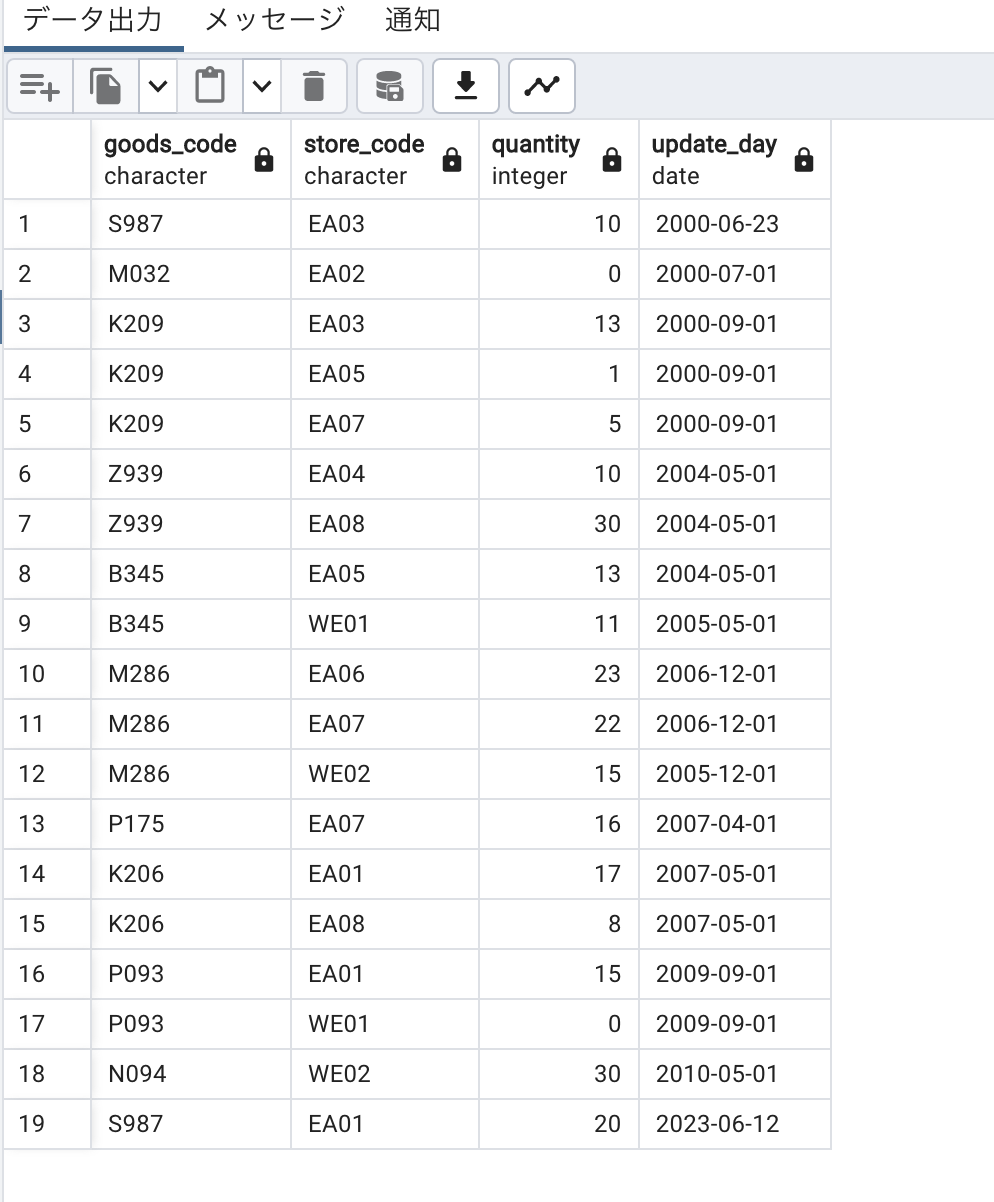 データ出力 メッセージ 通知
goods_code store_code quantity update_day
character character integer date
1 S987 EA03 10 2000-06-23
2 M032 EA02 0 2000-07-01
3 K209 EA03 13 2000-09-01
4 K209 EA05 1 2000-09-01
5 K209 EA07 5 2000-09-01
6 Z939 EA04 10 2004-05-01
7 Z939 EA08 30 2004-05-01
8 B345 EA05 13 2004-05-01
9 B345 WE01 11 2005-05-01
10 M286 EA06 23 2006-12-01
11 M286 EA07 22 2006-12-01
12 M286 WE02 15 2005-12-01
13 P175 EA07 16 2007-04-01
14 K206 EA01 17 2007-05-01
15 K206 EA08 8 2007-05-01
16 P093 EA01 15 2009-09-01
17 P093 WE01 0 2009-09-01
18 N094 WE02 30 2010-05-01
19 S987 EA01 20 2023-06-12